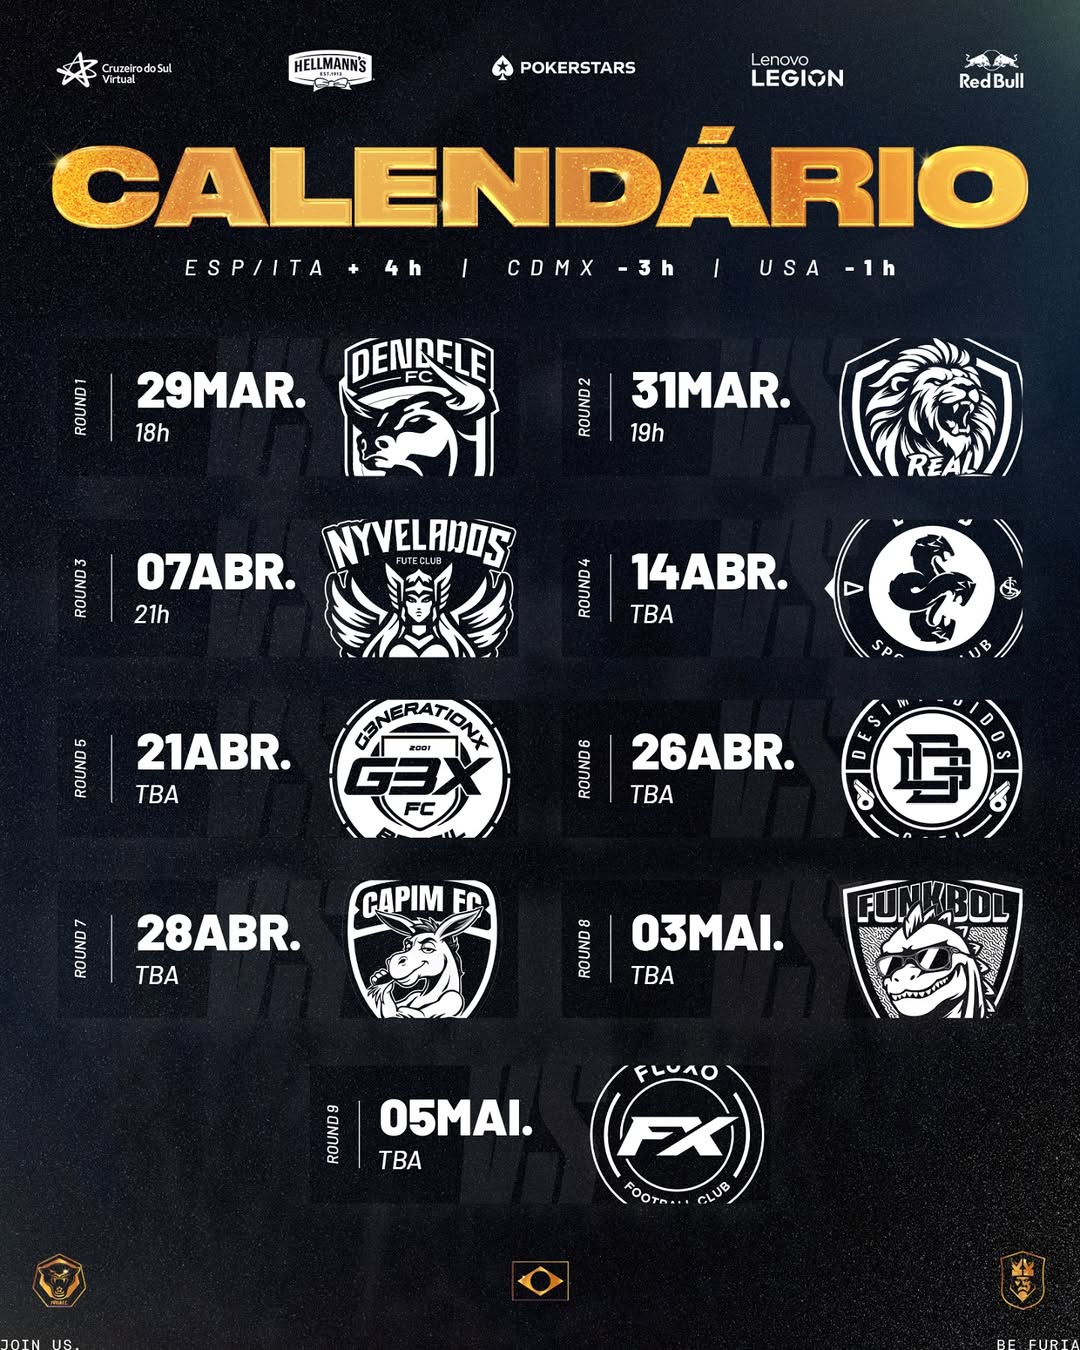 Cruzeiro do Sul
Virtual
HELLMANN'S
EST.1913
POKERSTARS
Lenovo
LEGION
Red Bull
CALENDÁRIO
ESP/ITA + 4h | CDMX -3h | USA -1h
ROUND 1
29MAR.
18h
DENDELE
FC
ROUND 2
31MAR.
19h
REAL
ROUND 3
07ABR.
21h
NYVELADOS
FUTE CLUB
ROUND 4
14ABR.
TBA
ROUND 5
21ABR.
TBA
G3NERATIONX
2001
G3X
FC
ROUND 6
26ABR.
TBA
DESIMPEDIDOS
ROUND 7
28ABR.
TBA
CAPIM FC
ROUND 8
03MAI.
TBA
FUNKBOL
ROUND 9
05MAI.
TBA
FLUXO
FX
FOOTBALL CLUB
JOIN US.
BE FURIA